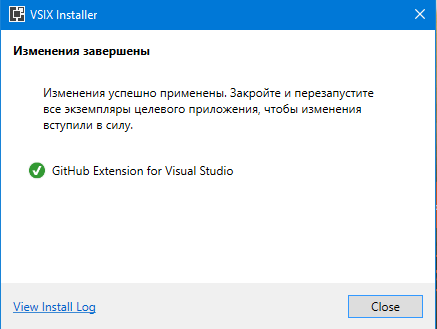 VSIX Installer
Изменения завершены
Изменения успешно применены. Закройте и перезапустите
все экземпляры целевого приложения, чтобы изменения
вступили в силу.
GitHub Extension for Visual Studio
View Install Log
Close